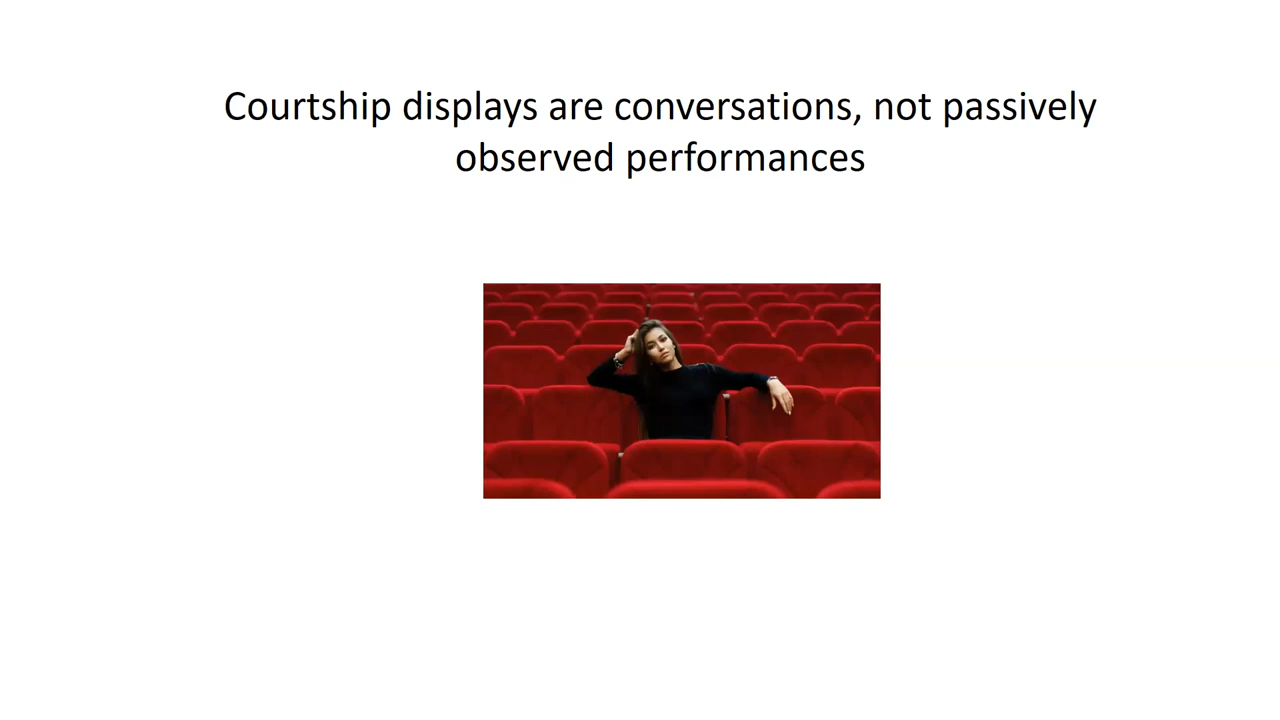 Courtship displays are conversations, not passively
observed performances